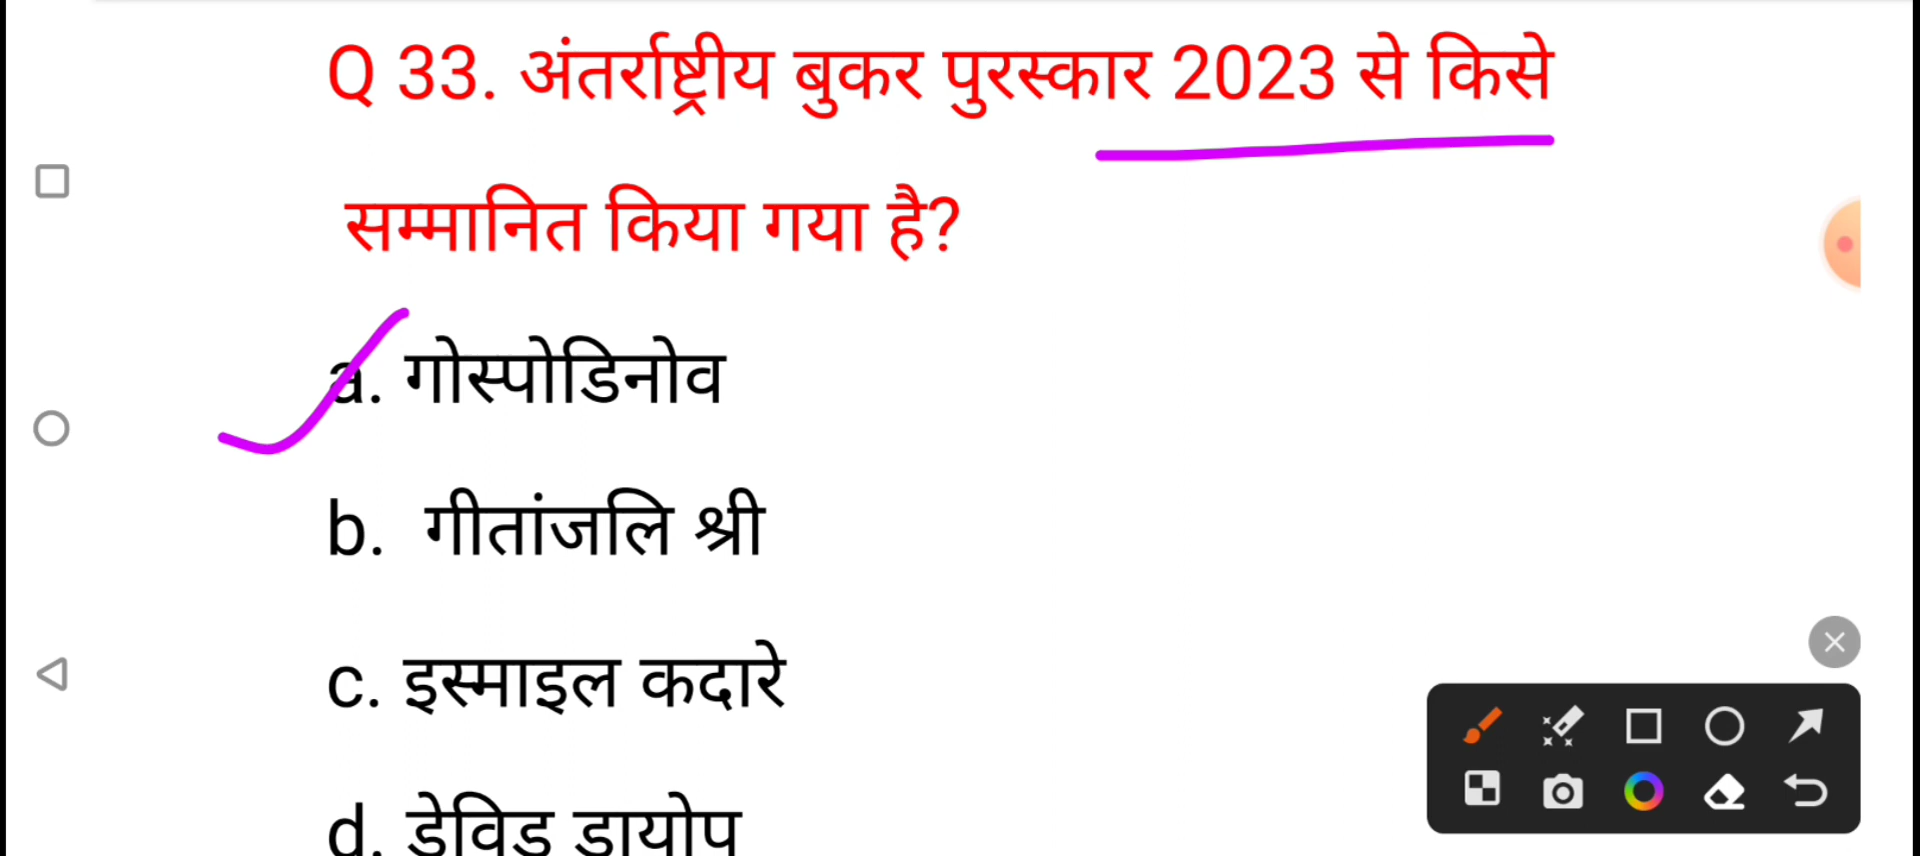 Q 33. अंतर्राष्ट्रीय बुकर पुरस्कार 2023 से किसे
सम्मानित किया गया है?
a. गोस्पोडिनोव
b. गीतांजलि श्री
c. इस्माइल कदारे
d. डेविड डायोप